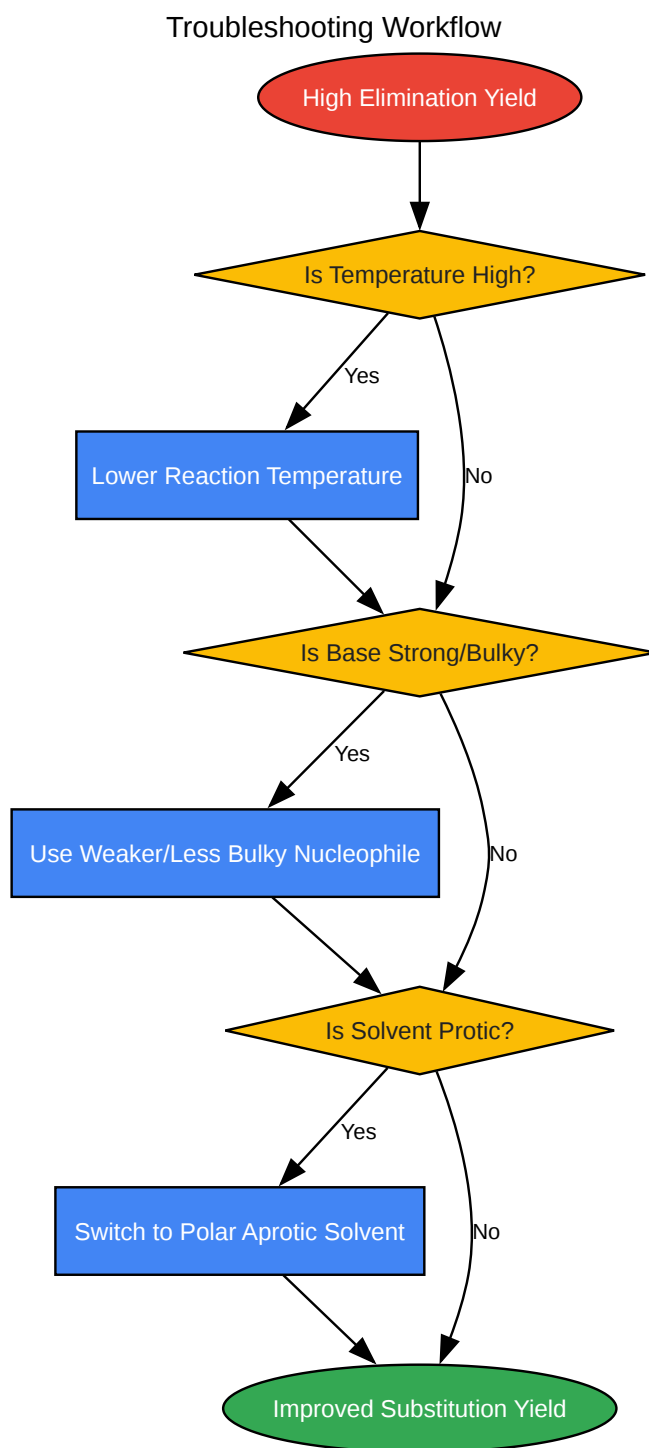 Troubleshooting Workflow
High Elimination Yield
Is Temperature High?
Yes
Lower Reaction Temperature
No
Is Base Strong/Bulky?
Yes
Use Weaker/Less Bulky Nucleophile
No
Is Solvent Protic?
Yes
Switch to Polar Aprotic Solvent
No
Improved Substitution Yield